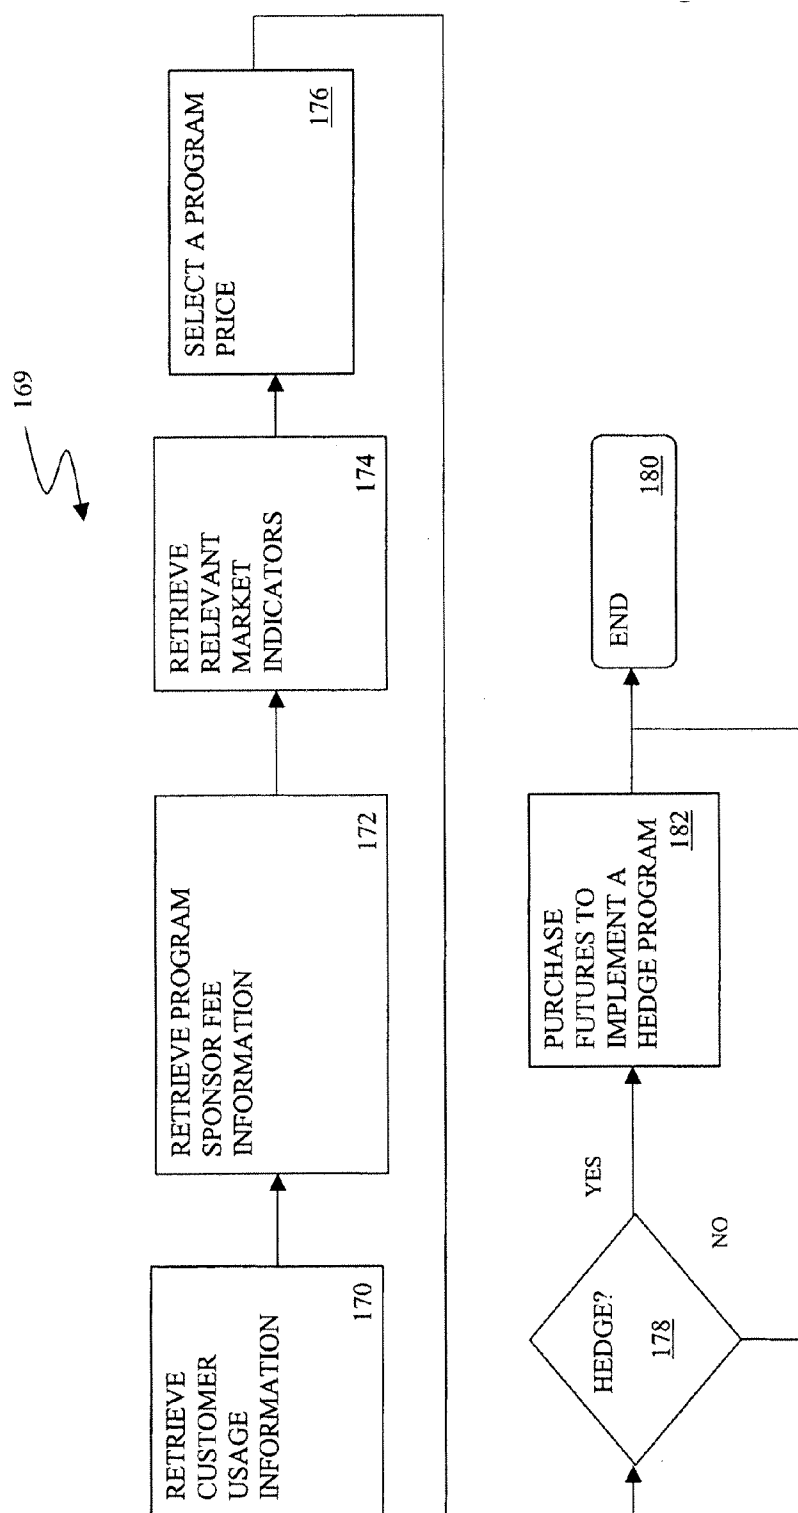 169
RETRIEVE
CUSTOMER
USAGE
INFORMATION
170
RETRIEVE PROGRAM
SPONSOR FEE
INFORMATION
172
RETRIEVE
RELEVANT
MARKET
INDICATORS
174
SELECT A PROGRAM
PRICE
176
HEDGE?
178
YES
NO
PURCHASE
FUTURES TO
IMPLEMENT A
HEDGE PROGRAM
182
END
180